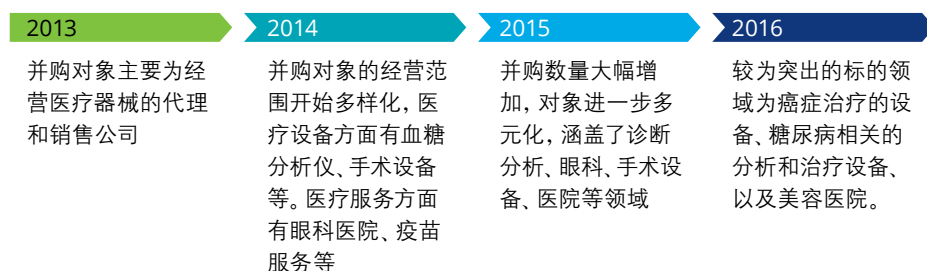 2013
并购对象主要为经
营医疗器械的代理
和销售公司
2014
并购对象的经营范
围开始多样化，医
疗设备方面有血糖
分析仪、手术设备
等。医疗服务方面
有眼科医院、疫苗
服务等
2015
并购数量大幅增
加，对象进一步多
元化，涵盖了诊断
分析、眼科、手术设
备、医院等领域
2016
较为突出的标的领
域为癌症治疗的设
备、糖尿病相关的
分析和治疗设备、
以及美容医院。